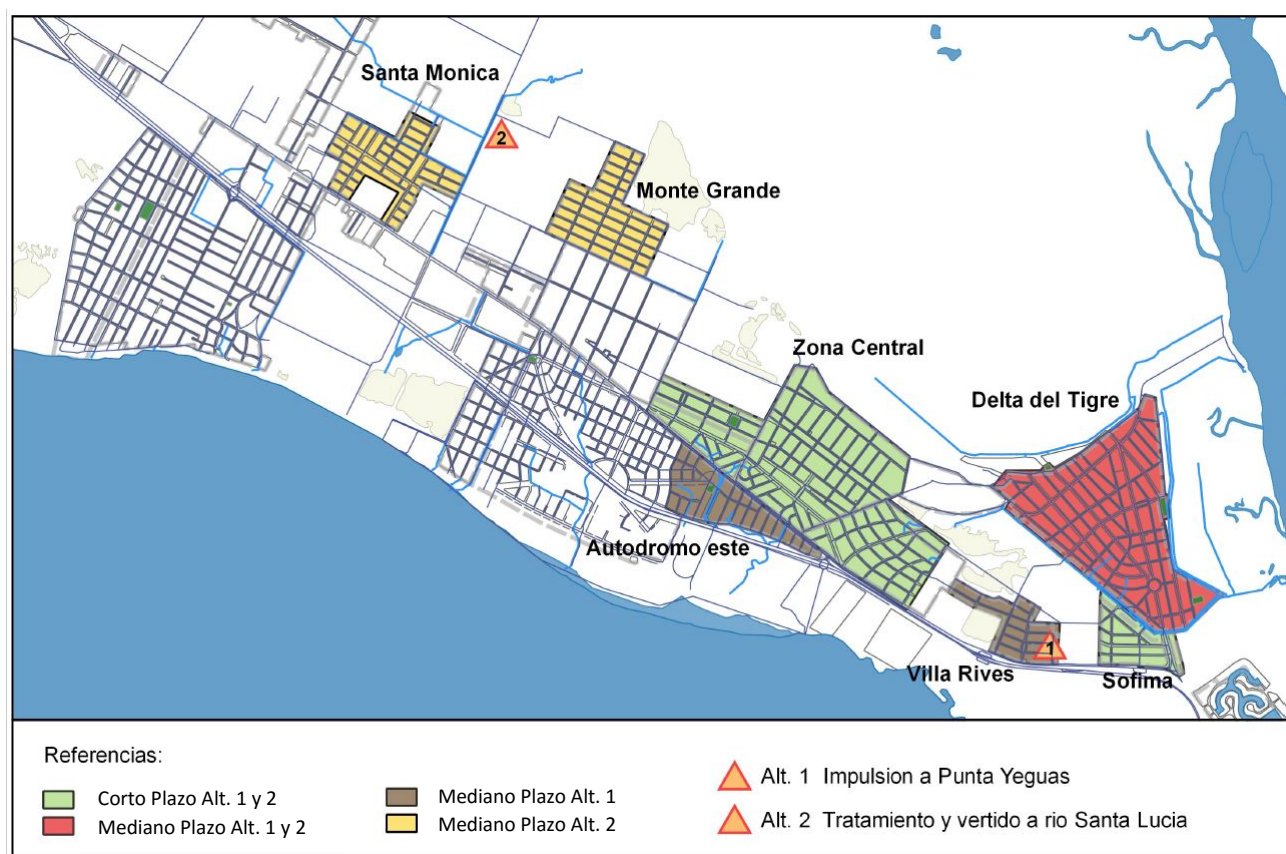 Santa Monica
2
Monte Grande
Zona Central
Delta del Tigre
Autodromo este
1
Villa Rives
Sofima
Referencias:
Corto Plazo Alt. 1 y 2
Mediano Plazo Alt. 1 y 2
Mediano Plazo Alt. 1
Mediano Plazo Alt. 2
Alt. 1 Impulsion a Punta Yeguas
Alt. 2 Tratamiento y vertido a rio Santa Lucia